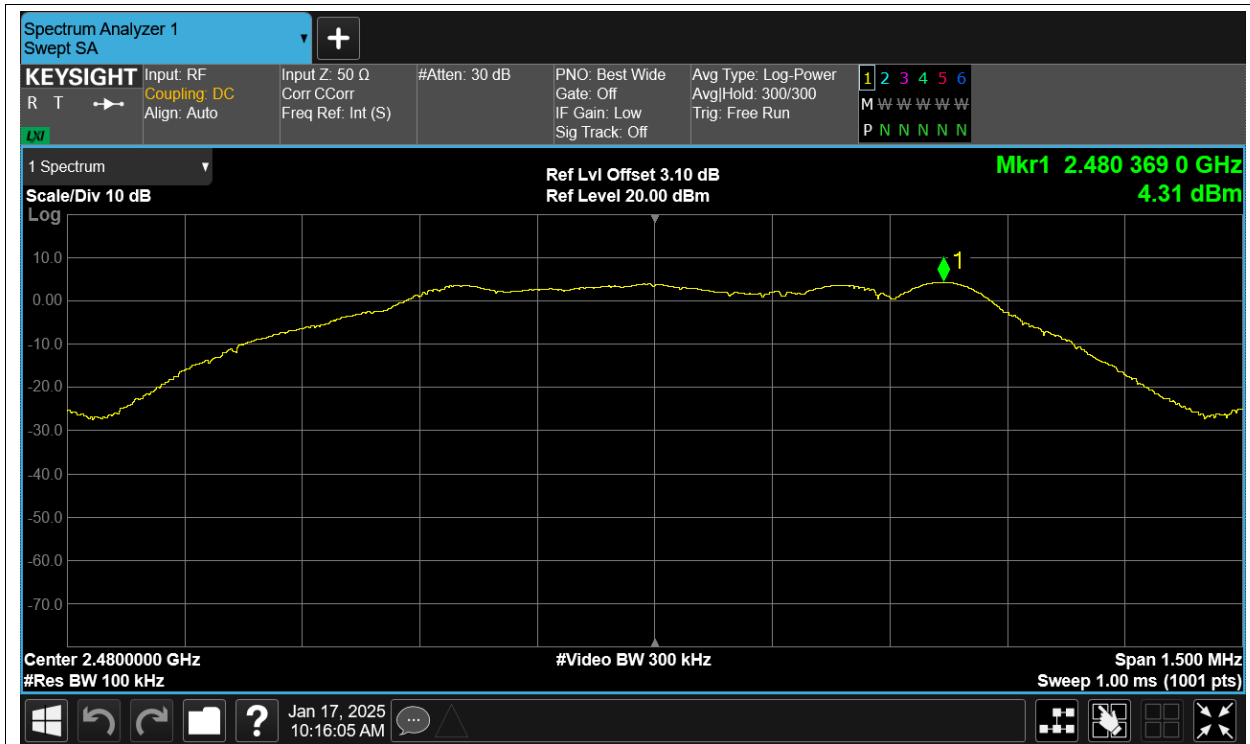 Spectrum Analyzer 1
Swept SA
KEYSIGHT
R T
LXI
Input: RF
Coupling: DC
Align: Auto
Input Z: 50 Ω
Corr CCorr
Freq Ref: Int (S)
#Atten: 30 dB
PNO: Best Wide
Gate: Off
IF Gain: Low
Sig Track: Off
Avg Type: Log-Power
Avg|Hold: 300/300
Trig: Free Run
1 2 3 4 5 6
M W W W W W
P N N N N N
1 Spectrum
Scale/Div 10 dB
Log
Ref Lvl Offset 3.10 dB
Ref Level 20.00 dBm
Mkr1 2.480 369 0 GHz
4.31 dBm
1
10.0
0.00
-10.0
-20.0
-30.0
-40.0
-50.0
-60.0
-70.0
Center 2.4800000 GHz
#Res BW 100 kHz
#Video BW 300 kHz
Span 1.500 MHz
Sweep 1.00 ms (1001 pts)
?
Jan 17, 2025
10:16:05 AM